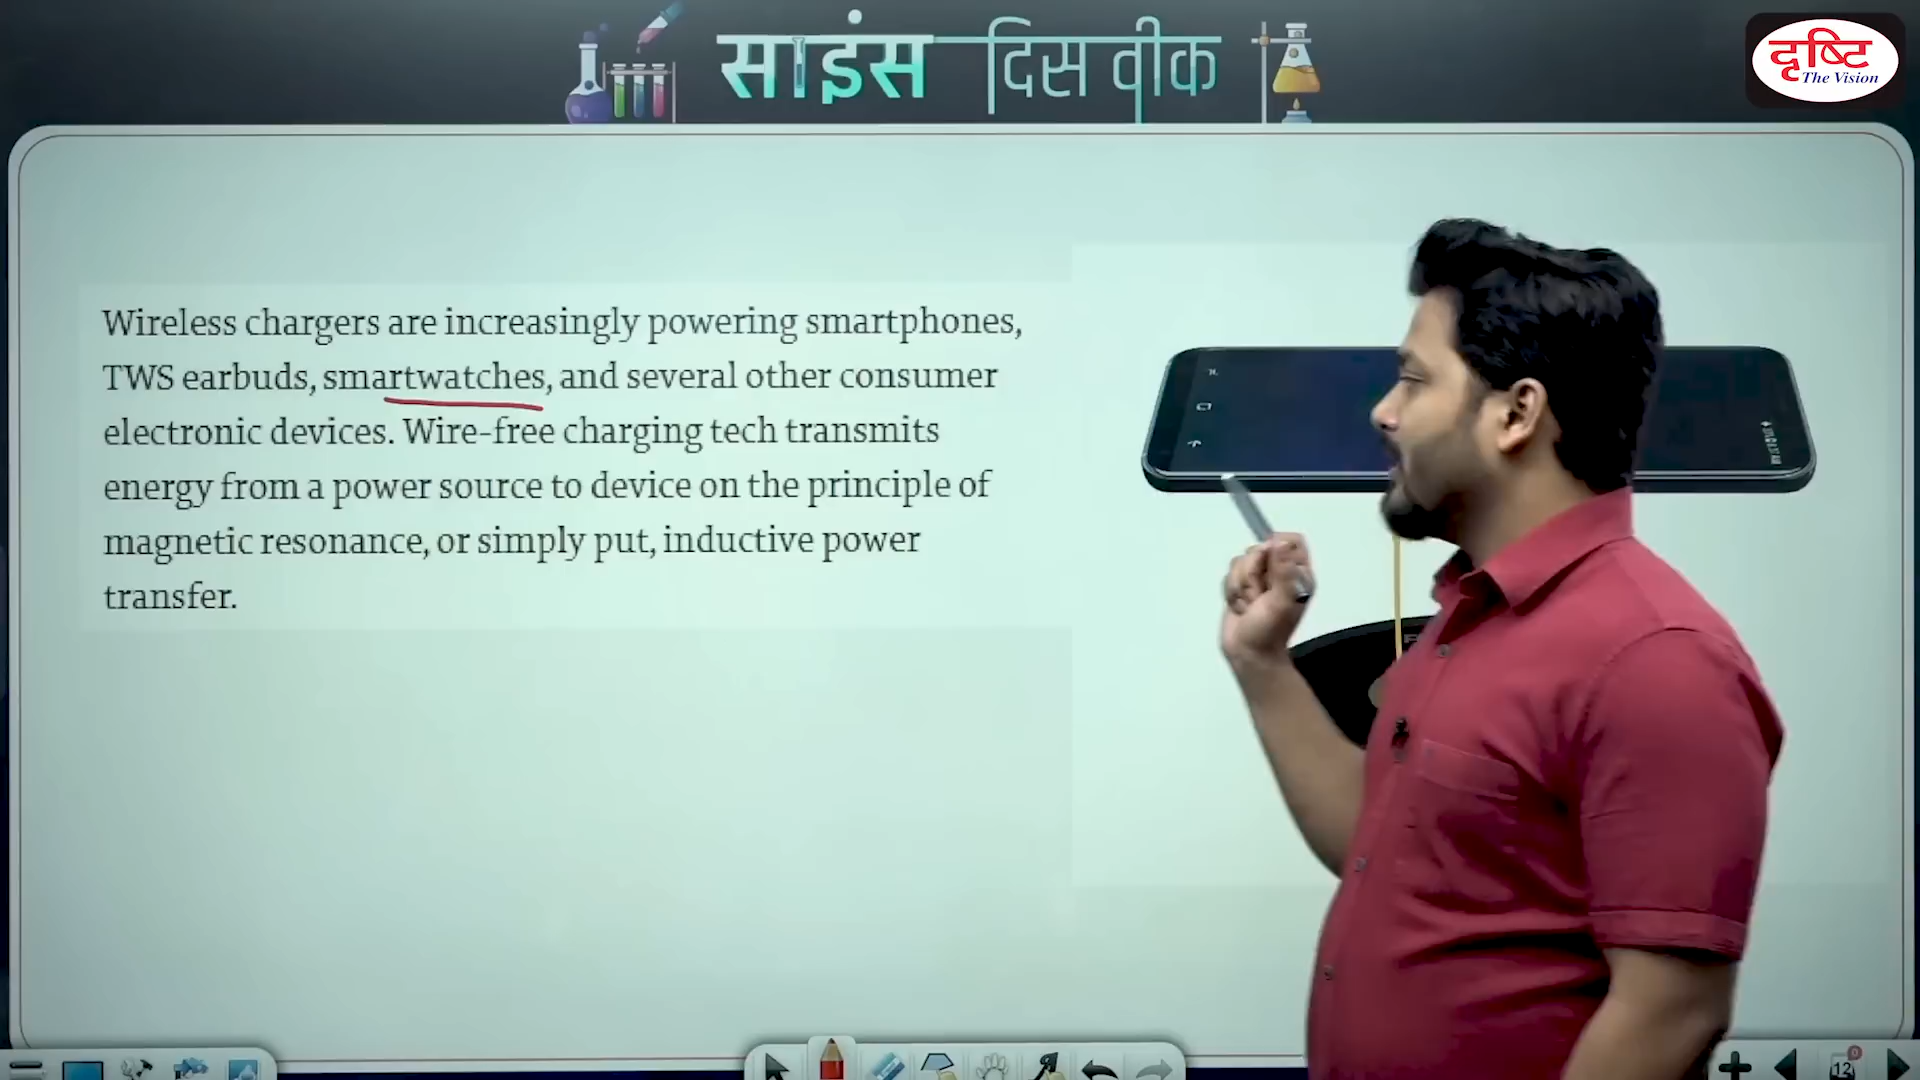 साइंस दिस वीक
दृष्टि
The Vision
Wireless chargers are increasingly powering smartphones,
TWS earbuds, smartwatches, and several other consumer
electronic devices. Wire-free charging tech transmits
energy from a power source to device on the principle of
magnetic resonance, or simply put, inductive power
transfer.
12
0